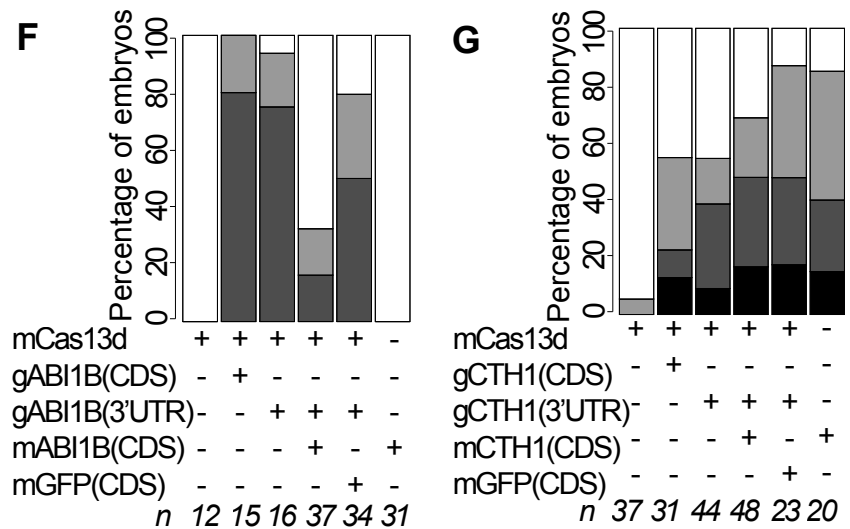 F
Percentage of embryos
100
80
60
40
20
0
mCas13d + + + + + -
gABI1B(CDS) - + - - - -
gABI1B(3'UTR) - - + + + -
mABI1B(CDS) - - - + - +
mGFP(CDS) - - - - + -
n 12 15 16 37 34 31
G
Percentage of embryos
100
80
60
40
20
0
mCas13d + + + + + -
gCTH1(CDS) - + - - - -
gCTH1(3'UTR) - - + + + -
mCTH1(CDS) - - - + - +
mGFP(CDS) - - - - + -
n 37 31 44 48 23 20